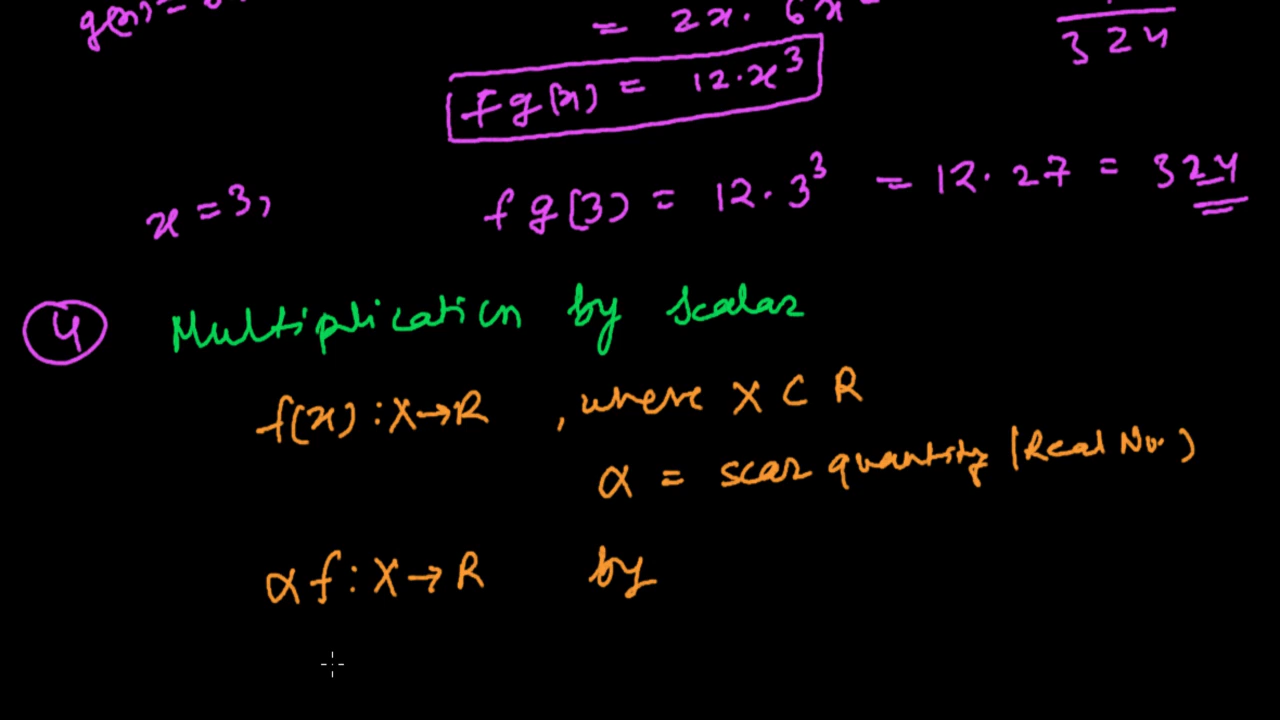 g(x) =
= 2x. 6x
324
fg(x) = 12.x³
x = 3, fg(3) = 12.3³ = 12.27 = 324
4 Multiplication by scalar
f(x) : X→R , where X ⊂ R
α = scar quantity (Real No.)
αf : X→R by